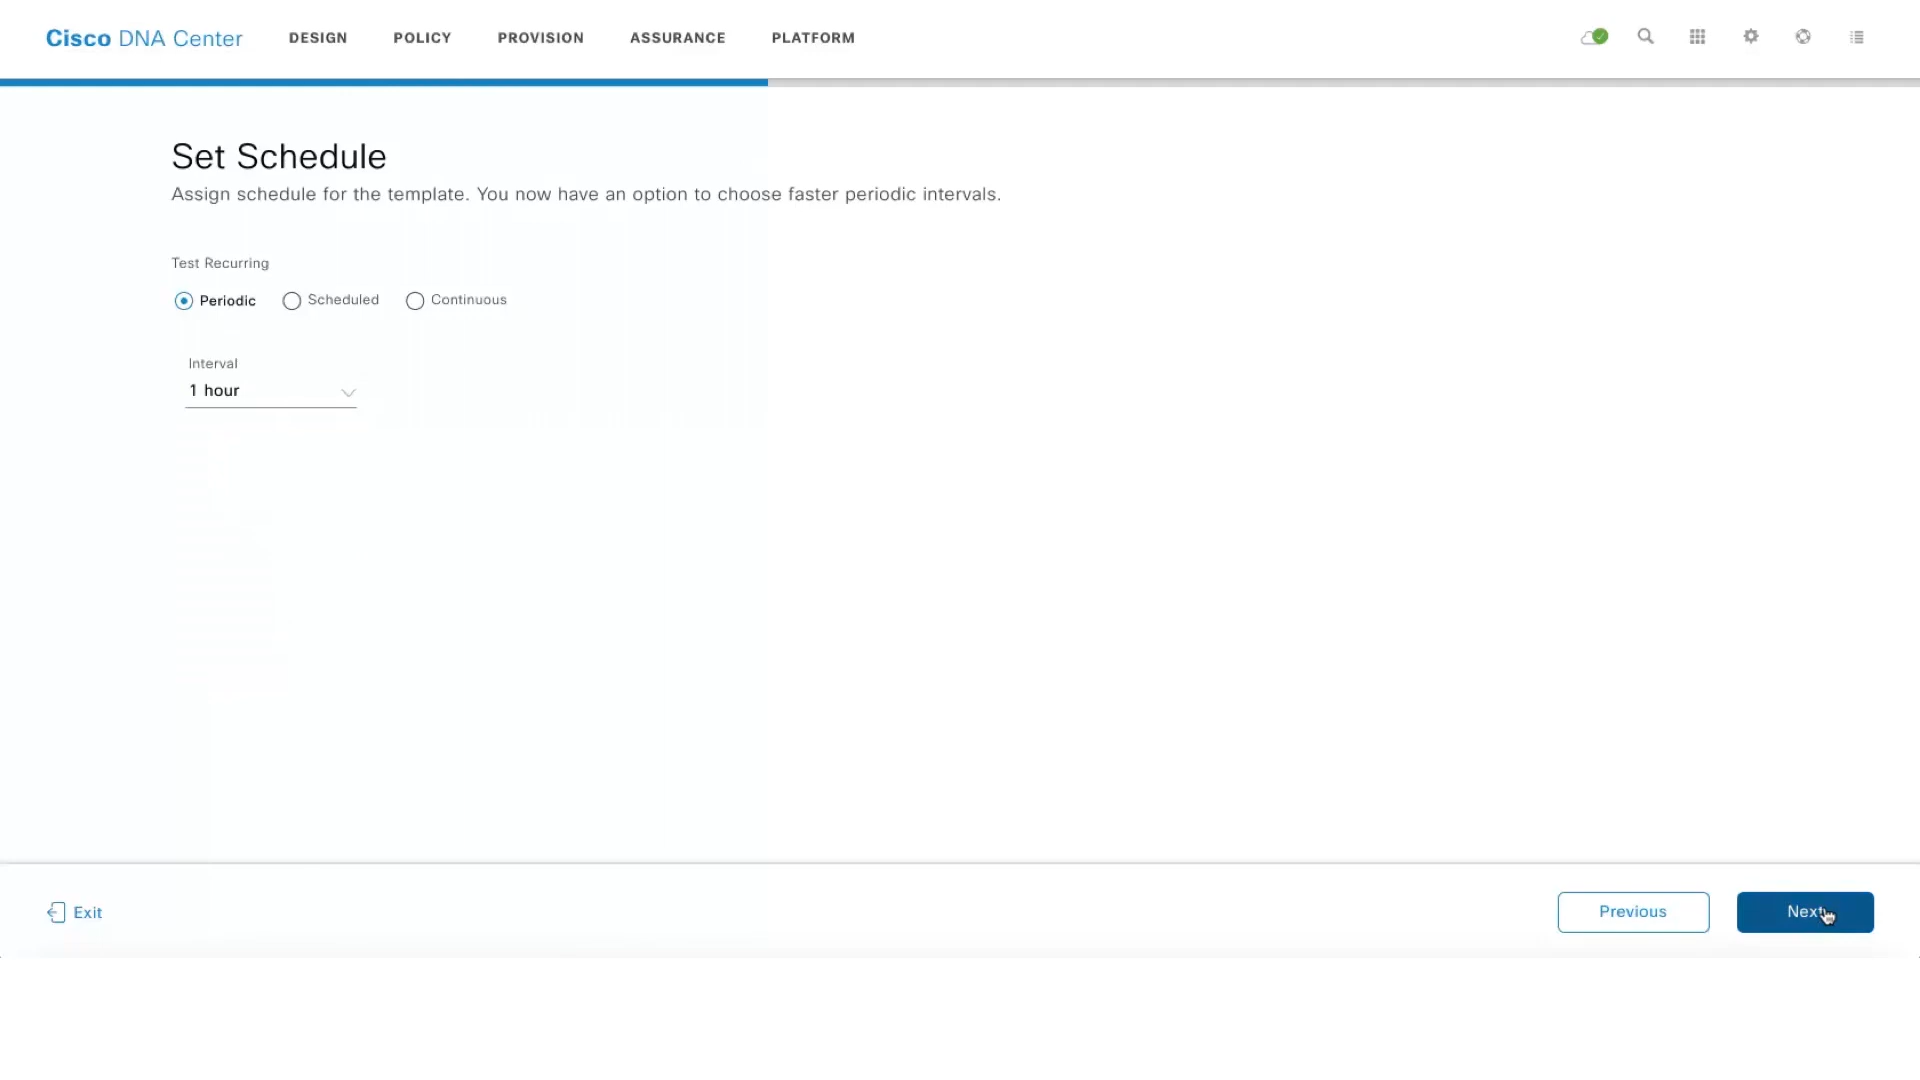 Cisco DNA Center DESIGN POLICY PROVISION ASSURANCE PLATFORM
Set Schedule
Assign schedule for the template. You now have an option to choose faster periodic intervals.
Test Recurring
Periodic Scheduled Continuous
Interval
1 hour
Exit Previous Next